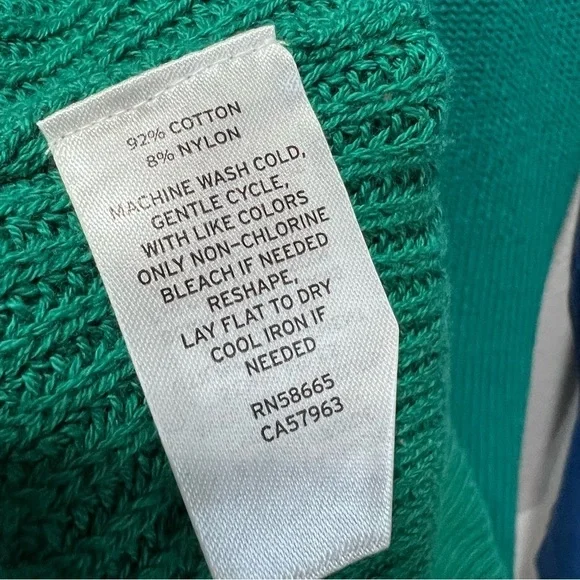 92% COTTON
8% NYLON
MACHINE WASH COLD,
GENTLE CYCLE,
WITH LIKE COLORS
ONLY NON-CHLORINE
BLEACH IF NEEDED
RESHAPE,
LAY FLAT TO DRY
COOL IRON IF
NEEDED
RN58665
CA57963